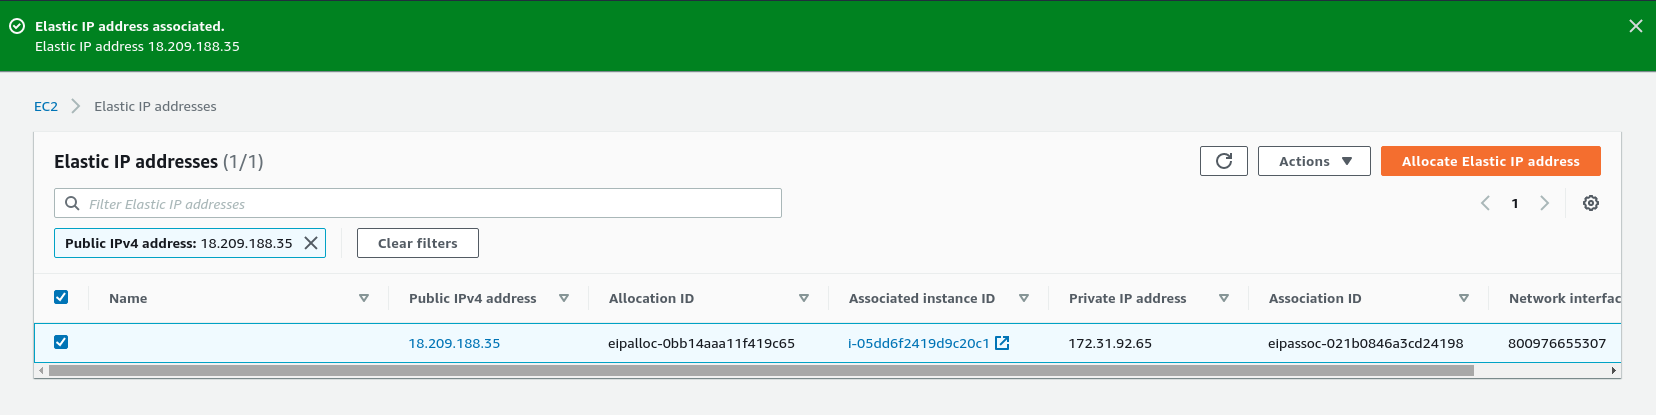 Elastic IP address associated.
Elastic IP address 18.209.188.35
EC2 Elastic IP addresses
Elastic IP addresses (1/1)
Actions
Allocate Elastic IP address
Filter Elastic IP addresses
1
Public IPv4 address: 18.209.188.35
Clear filters
Name Public IPv4 address Allocation ID Associated instance ID Private IP address Association ID Network interfac
18.209.188.35 eipalloc-0bb14aaa11f419c65 i-05dd6f2419d9c20c1 172.31.92.65 eipassoc-021b0846a3cd24198 800976655307